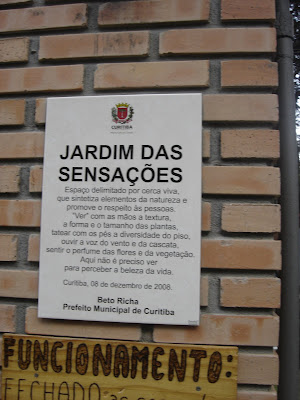 CURITIBA
JARDIM DAS
SENSAÇÕES
Espaço delimitado por cerca viva,
que sintetiza elementos da natureza e
promove o respeito às pessoas.
"Ver" com as mãos a textura,
a forma e o tamanho das plantas,
tatear com os pés a diversidade do piso,
ouvir a voz do vento e da cascata,
sentir o perfume das flores e da vegetação.
Aqui não é preciso ver
para perceber a beleza da vida.
Curitiba, 08 de dezembro de 2008.
Beto Richa
Prefeito Municipal de Curitiba
FUNCIONAMENTO:
FECHADO